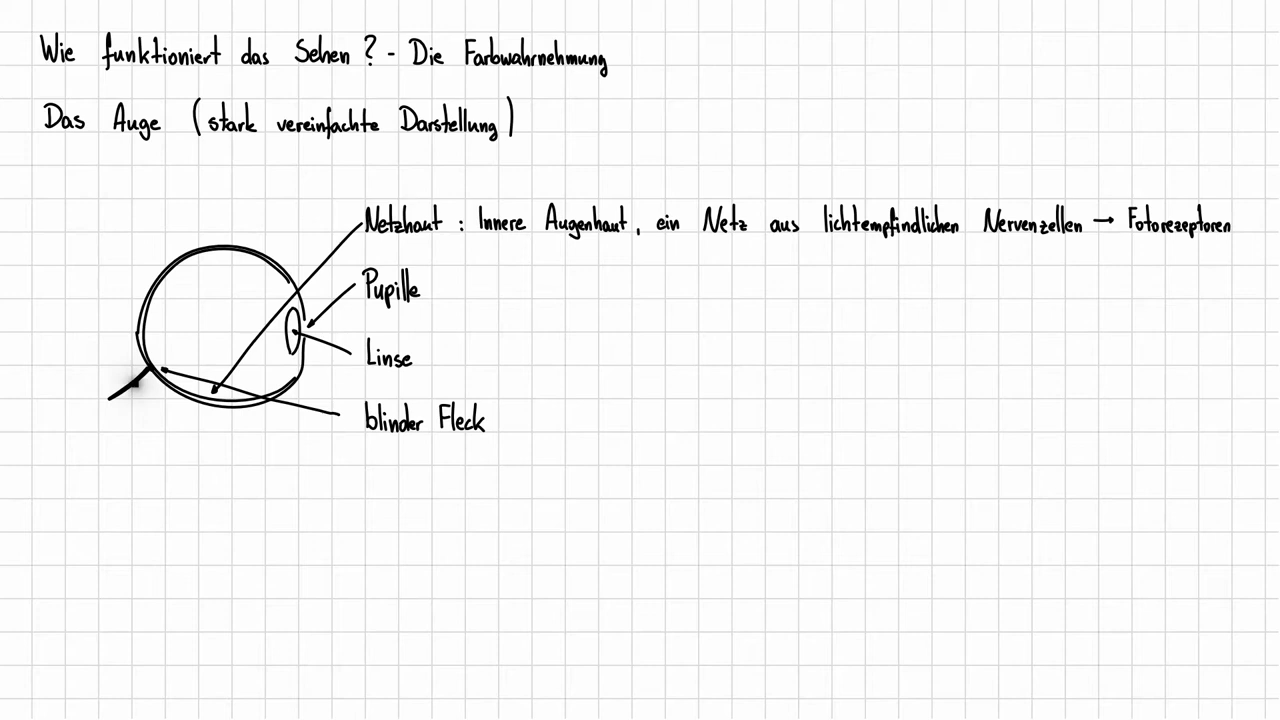 Wie funktioniert das Sehen? - Die Farbwahrnehmung
Das Auge (stark vereinfachte Darstellung)
Netzhaut: Innere Augenhaut, ein Netz aus lichtempfindlichen Nervenzellen → Fotorezeptoren
Pupille
Linse
blinder Fleck